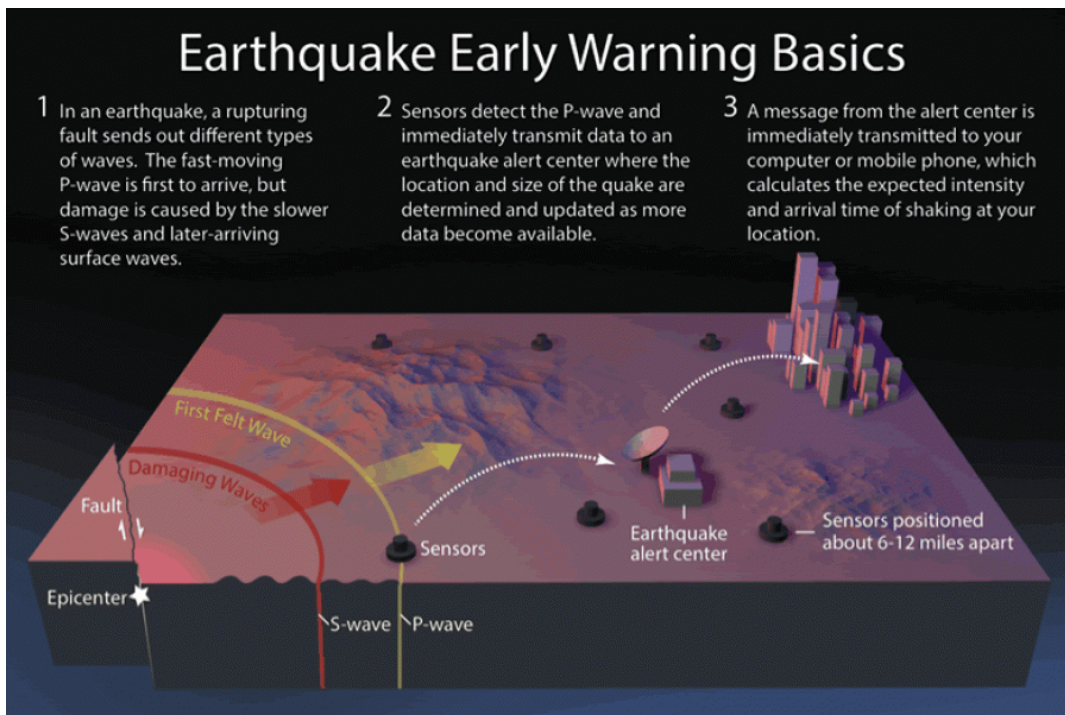 Earthquake Early Warning Basics
1 In an earthquake, a rupturing
fault sends out different types
of waves. The fast-moving
P-wave is first to arrive, but
damage is caused by the slower
S-waves and later-arriving
surface waves.
2 Sensors detect the P-wave and
immediately transmit data to an
earthquake alert center where the
location and size of the quake are
determined and updated as more
data become available.
3 A message from the alert center is
immediately transmitted to your
computer or mobile phone, which
calculates the expected intensity
and arrival time of shaking at your
location.
First Felt Wave
Damaging Waves
Fault
Sensors
Earthquake
alert center
Sensors positioned
about 6-12 miles apart
Epicenter
S-wave
P-wave